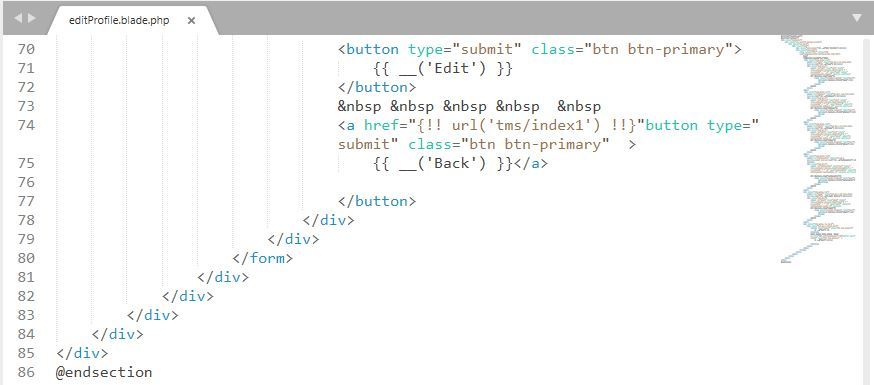 editProfile.blade.php ×
70 <button type="submit" class="btn btn-primary">
71 {{ __('Edit') }}
72 </button>
73 &nbsp &nbsp &nbsp &nbsp  &nbsp
74 <a href="{!! url('tms/index1') !!}"button type="
submit" class="btn btn-primary"  >
75 {{ __('Back') }}</a>
76
77 </button>
78 </div>
79 </div>
80 </form>
81 </div>
82 </div>
83 </div>
84 </div>
85 </div>
86 @endsection